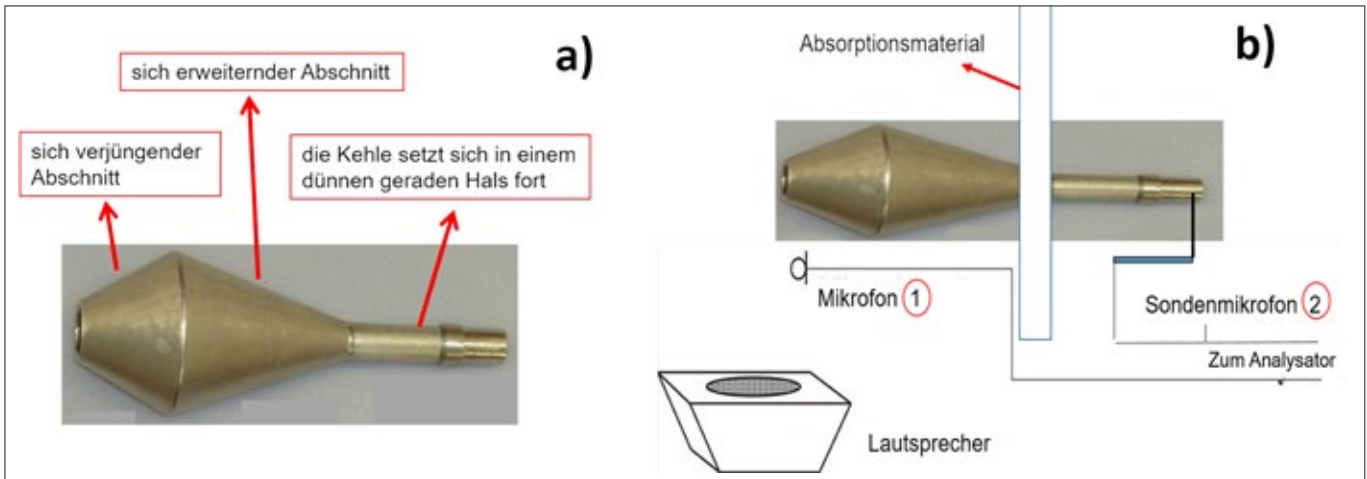 a)
sich erweiternder Abschnitt
sich verjüngender
Abschnitt
die Kehle setzt sich in einem
dünnen geraden Hals fort
b)
Absorptionsmaterial
Mikrofon 1
Sondenmikrofon 2
Zum Analysator
Lautsprecher